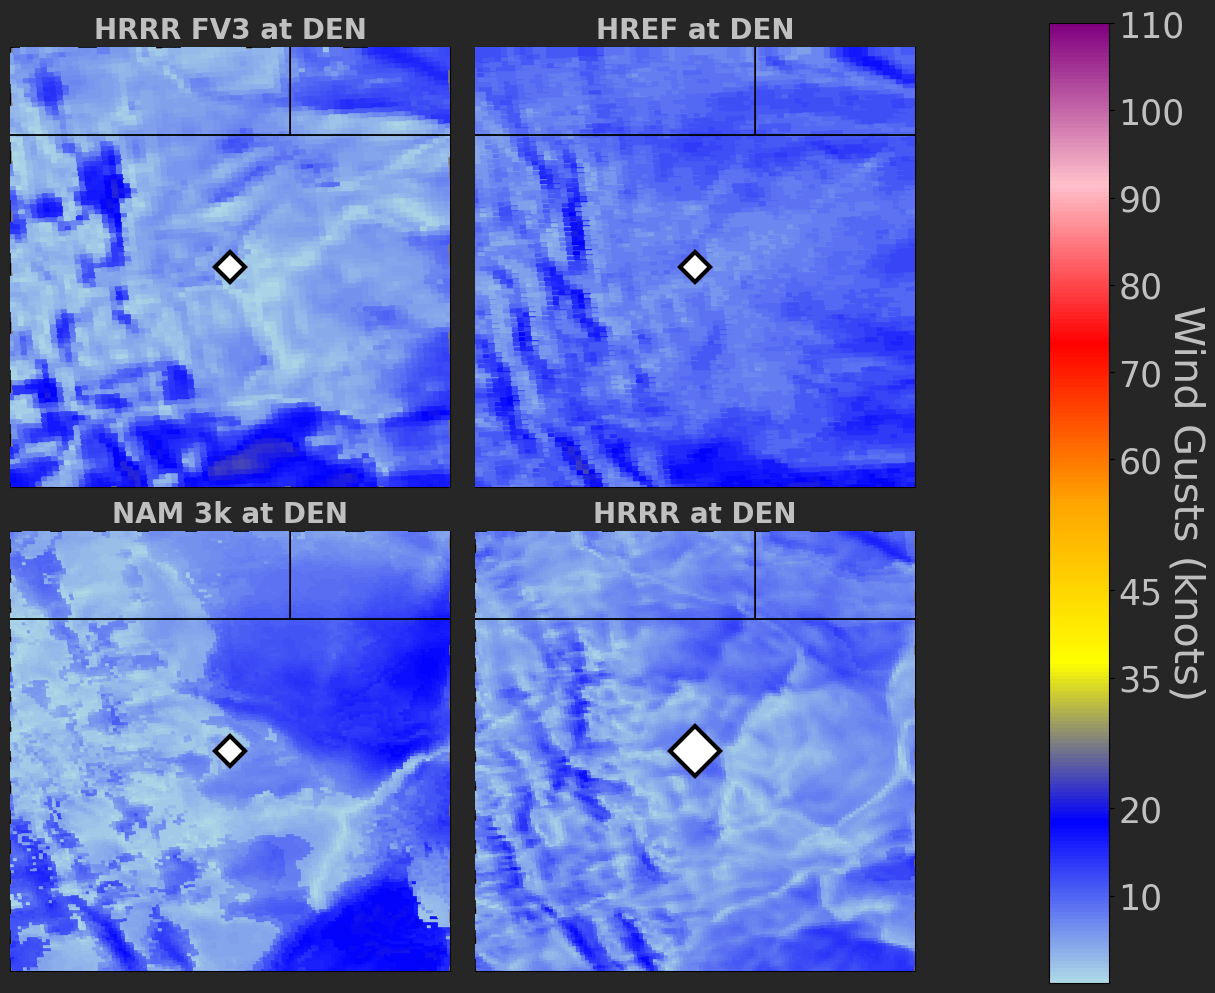 HRRR FV3 at DEN
HREF at DEN
NAM 3k at DEN
HRRR at DEN
110
100
90
80
70
60
45
35
20
10
Wind Gusts (knots)